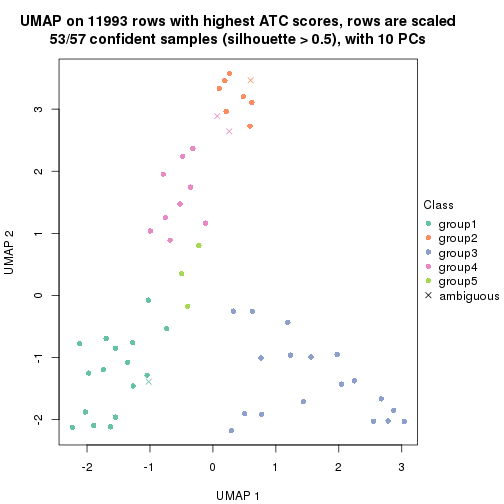 UMAP on 11993 rows with highest ATC scores, rows are scaled
53/57 confident samples (silhouette > 0.5), with 10 PCs
3
2
1
0
-1
-2
UMAP 2
-2 -1 0 1 2 3
UMAP 1
Class
group1
group2
group3
group4
group5
ambiguous